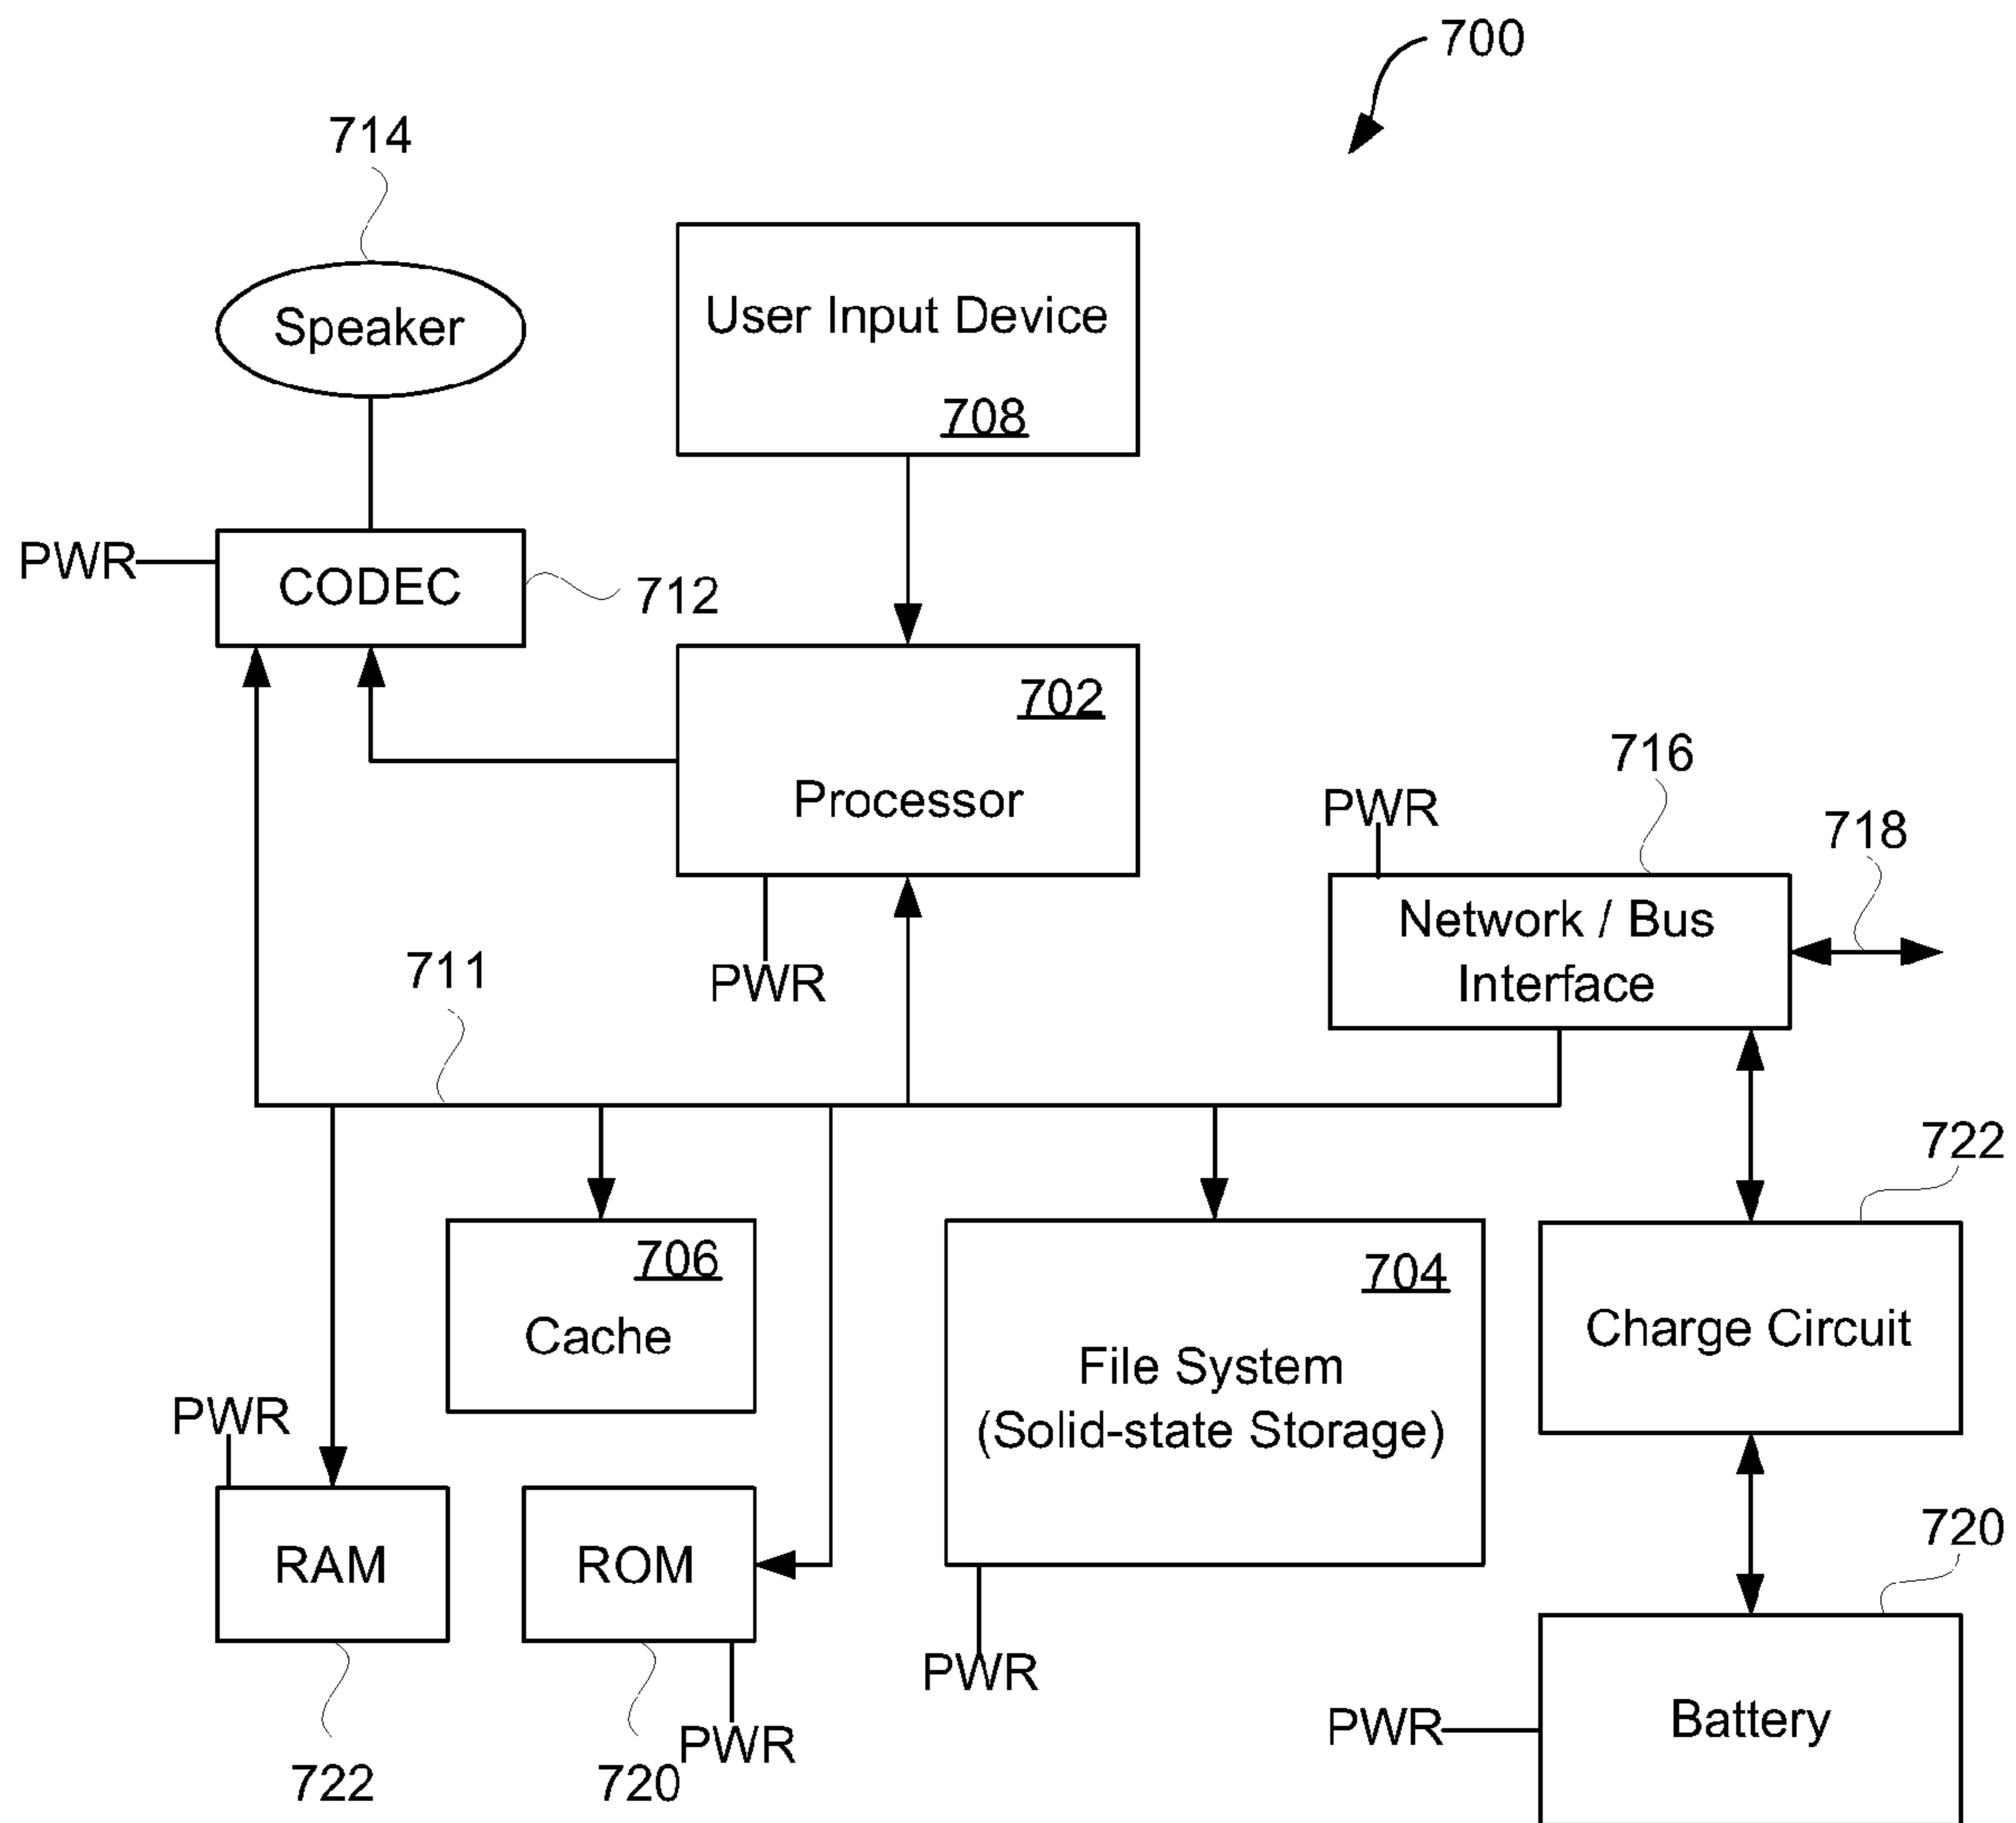 700
714
Speaker
User Input Device
708
PWR
CODEC
712
702
Processor
PWR
716
PWR
718
Network / Bus
Interface
711
722
706
Cache
704
File System
(Solid-state Storage)
Charge Circuit
PWR
RAM
ROM
720
PWR
Battery
PWR
PWR
722
720